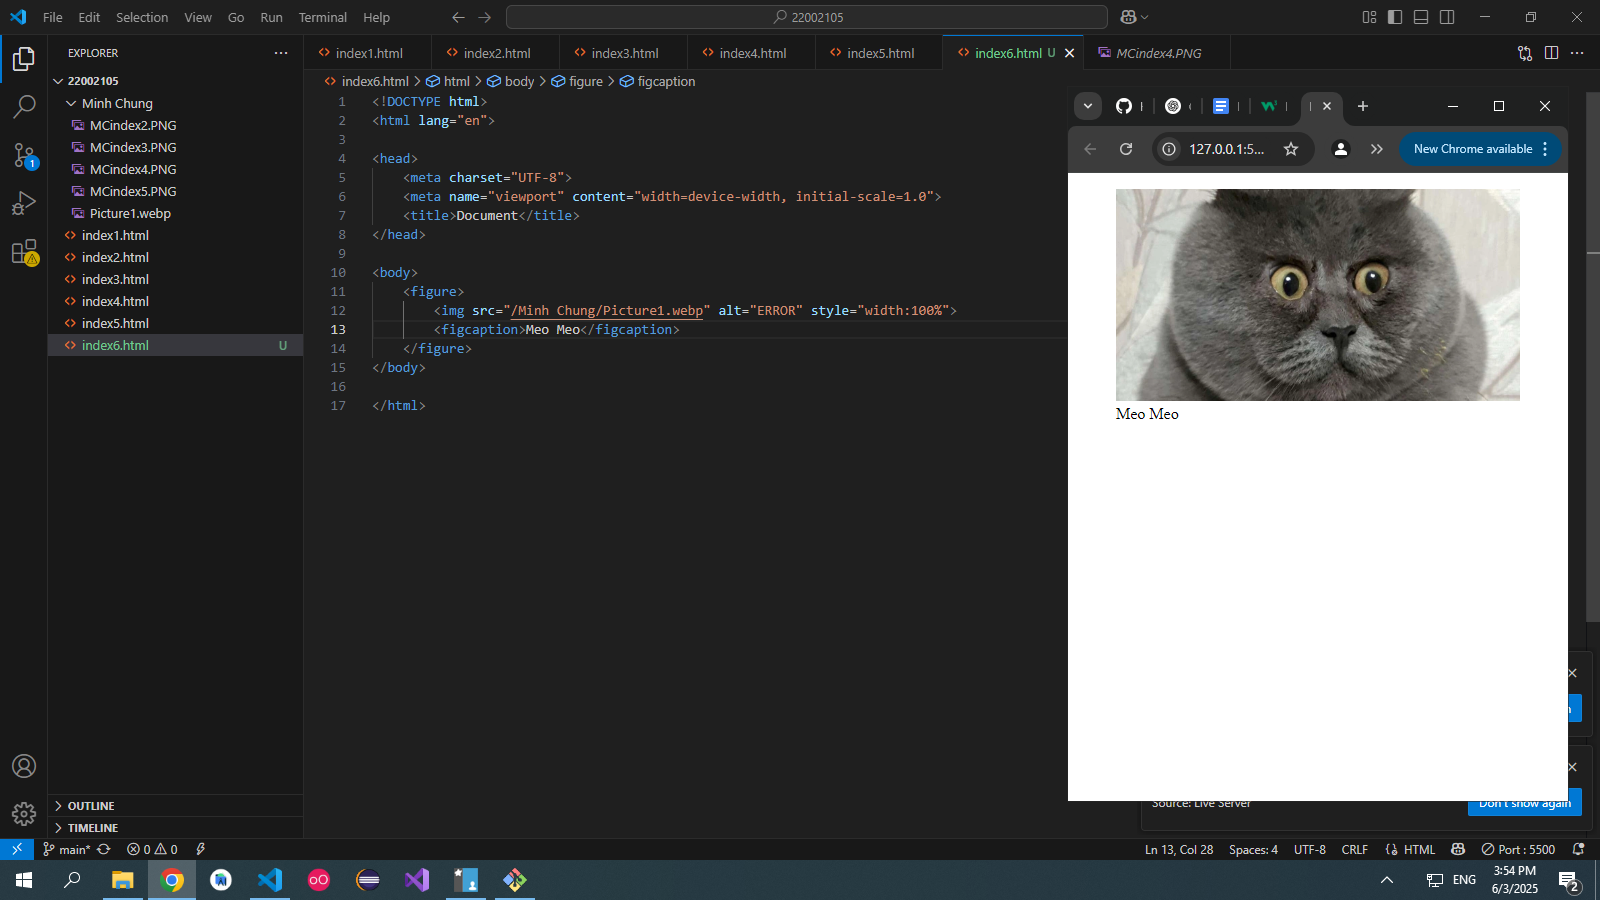 File Edit Selection View Go Run Terminal Help
22002105
EXPLORER
22002105
Minh Chung
MCindex2.PNG
MCindex3.PNG
MCindex4.PNG
MCindex5.PNG
Picture1.webp
index1.html
index2.html
index3.html
index4.html
index5.html
index6.html U
OUTLINE
TIMELINE
index1.html index2.html index3.html index4.html index5.html index6.html U MCindex4.PNG
index6.html > html > body > figure > figcaption
1 <!DOCTYPE html>
2 <html lang="en">
3
4 <head>
5 <meta charset="UTF-8">
6 <meta name="viewport" content="width=device-width, initial-scale=1.0">
7 <title>Document</title>
8 </head>
9
10 <body>
11 <figure>
12 <img src="/Minh Chung/Picture1.webp" alt="ERROR" style="width:100%">
13 <figcaption>Meo Meo</figcaption>
14 </figure>
15 </body>
16
17 </html>
127.0.0.1:5...
New Chrome available
Meo Meo
Source: Live Server
Don't show again
1
main* 0 0
Ln 13, Col 28 Spaces: 4 UTF-8 CRLF HTML Port : 5500
ENG
3:54 PM
6/3/2025
2